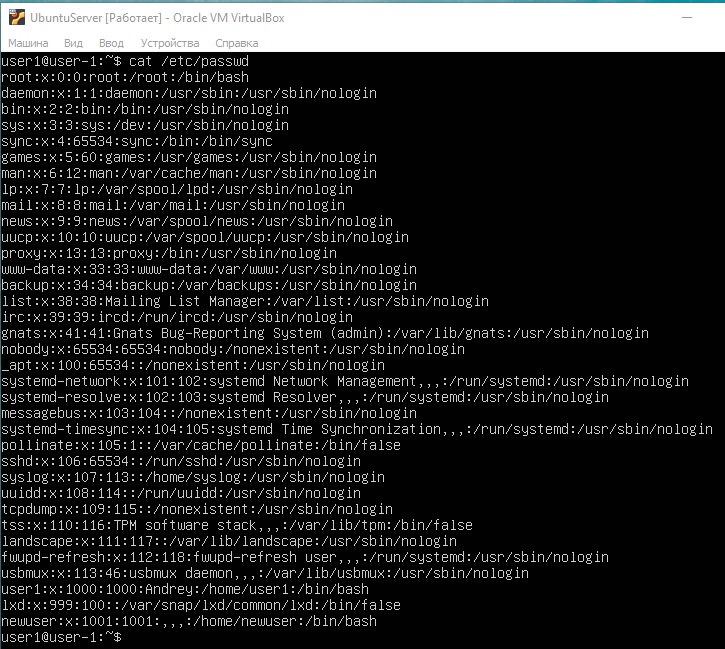 UbuntuServer [Работает] - Oracle VM VirtualBox
Машина Вид Ввод Устройства Справка
user1@user-1:~$ cat /etc/passwd
root:x:0:0:root:/root:/bin/bash
daemon:x:1:1:daemon:/usr/sbin:/usr/sbin/nologin
bin:x:2:2:bin:/bin:/usr/sbin/nologin
sys:x:3:3:sys:/dev:/usr/sbin/nologin
sync:x:4:65534:sync:/bin:/bin/sync
games:x:5:60:games:/usr/games:/usr/sbin/nologin
man:x:6:12:man:/var/cache/man:/usr/sbin/nologin
lp:x:7:7:lp:/var/spool/lpd:/usr/sbin/nologin
mail:x:8:8:mail:/var/mail:/usr/sbin/nologin
news:x:9:9:news:/var/spool/news:/usr/sbin/nologin
uucp:x:10:10:uucp:/var/spool/uucp:/usr/sbin/nologin
proxy:x:13:13:proxy:/bin:/usr/sbin/nologin
www-data:x:33:33:www-data:/var/www:/usr/sbin/nologin
backup:x:34:34:backup:/var/backups:/usr/sbin/nologin
list:x:38:38:Mailing List Manager:/var/list:/usr/sbin/nologin
irc:x:39:39:ircd:/run/ircd:/usr/sbin/nologin
gnats:x:41:41:Gnats Bug-Reporting System (admin):/var/lib/gnats:/usr/sbin/nologin
nobody:x:65534:65534:nobody:/nonexistent:/usr/sbin/nologin
_apt:x:100:65534::/nonexistent:/usr/sbin/nologin
systemd-network:x:101:102:systemd Network Management,,,:/run/systemd:/usr/sbin/nologin
systemd-resolve:x:102:103:systemd Resolver,,,:/run/systemd:/usr/sbin/nologin
messagebus:x:103:104::/nonexistent:/usr/sbin/nologin
systemd-timesync:x:104:105:systemd Time Synchronization,,,:/run/systemd:/usr/sbin/nologin
pollinate:x:105:1::/var/cache/pollinate:/bin/false
sshd:x:106:65534::/run/sshd:/usr/sbin/nologin
syslog:x:107:113::/home/syslog:/usr/sbin/nologin
uuidd:x:108:114::/run/uuidd:/usr/sbin/nologin
tcpdump:x:109:115::/nonexistent:/usr/sbin/nologin
tss:x:110:116:TPM software stack,,,:/var/lib/tpm:/bin/false
landscape:x:111:117::/var/lib/landscape:/usr/sbin/nologin
fwupd-refresh:x:112:118:fwupd-refresh user,,,:/run/systemd:/usr/sbin/nologin
usbmux:x:113:46:usbmux daemon,,,:/var/lib/usbmux:/usr/sbin/nologin
user1:x:1000:1000:Andrey:/home/user1:/bin/bash
lxd:x:999:100::/var/snap/lxd/common/lxd:/bin/false
newuser:x:1001:1001:,,,:/home/newuser:/bin/bash
user1@user-1:~$